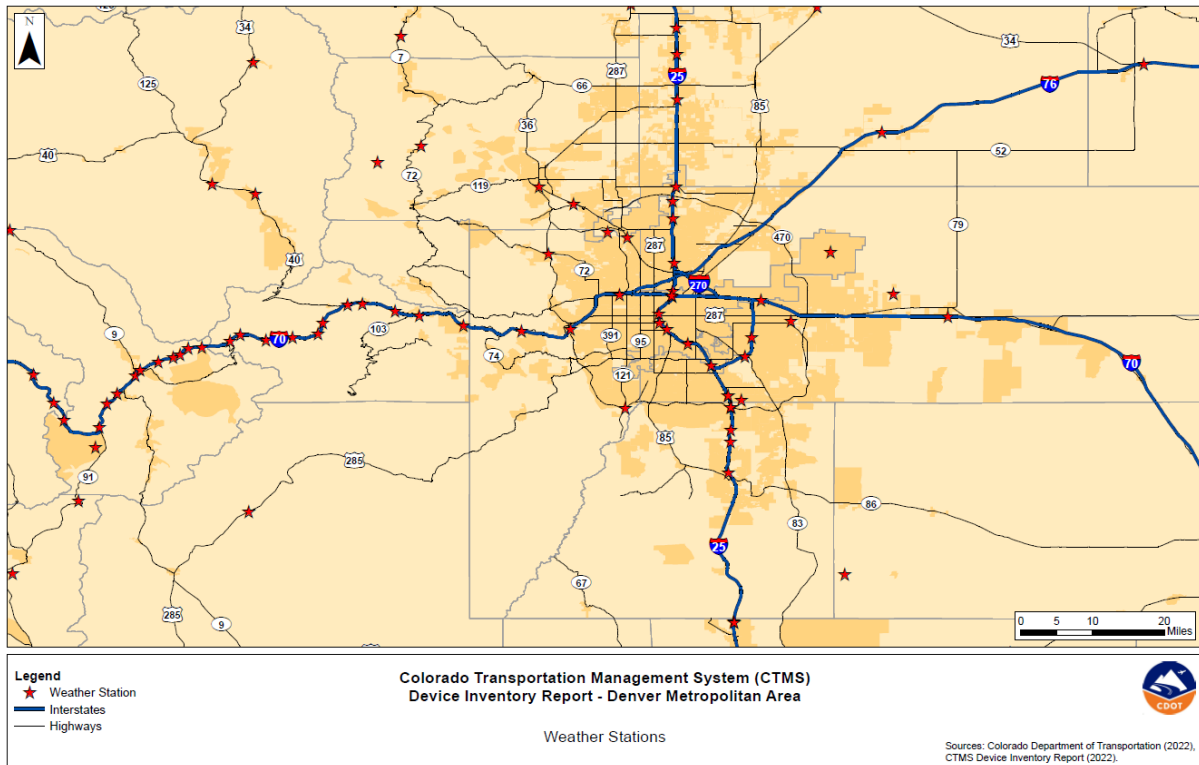 N
34
7
125
287
25
66
34
76
85
36
40
52
72
119
79
470
287
40
72
270
9
103
287
391
95
70
74
70
121
85
285
91
86
83
25
67
285
9
0 5 10 20
Miles
Legend
Weather Station
Interstates
Highways
Colorado Transportation Management System (CTMS)
Device Inventory Report - Denver Metropolitan Area
Weather Stations
CDOT
Sources: Colorado Department of Transportation (2022),
CTMS Device Inventory Report (2022).